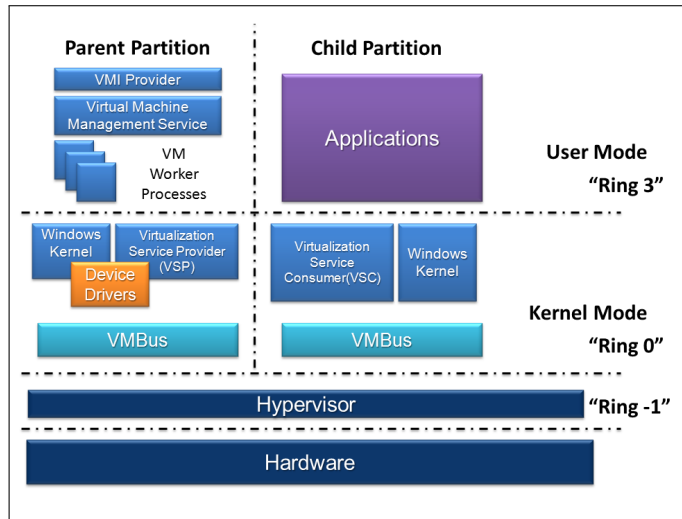 Parent Partition
Child Partition
VMI Provider
Virtual Machine
Management Service
VM
Worker
Processes
Applications
User Mode
“Ring 3”
Windows
Kernel
Virtualization
Service Provider
(VSP)
Device
Drivers
Virtualization
Service
Consumer(VSC)
Windows
Kernel
Kernel Mode
“Ring 0”
VMBus
VMBus
Hypervisor
“Ring -1”
Hardware